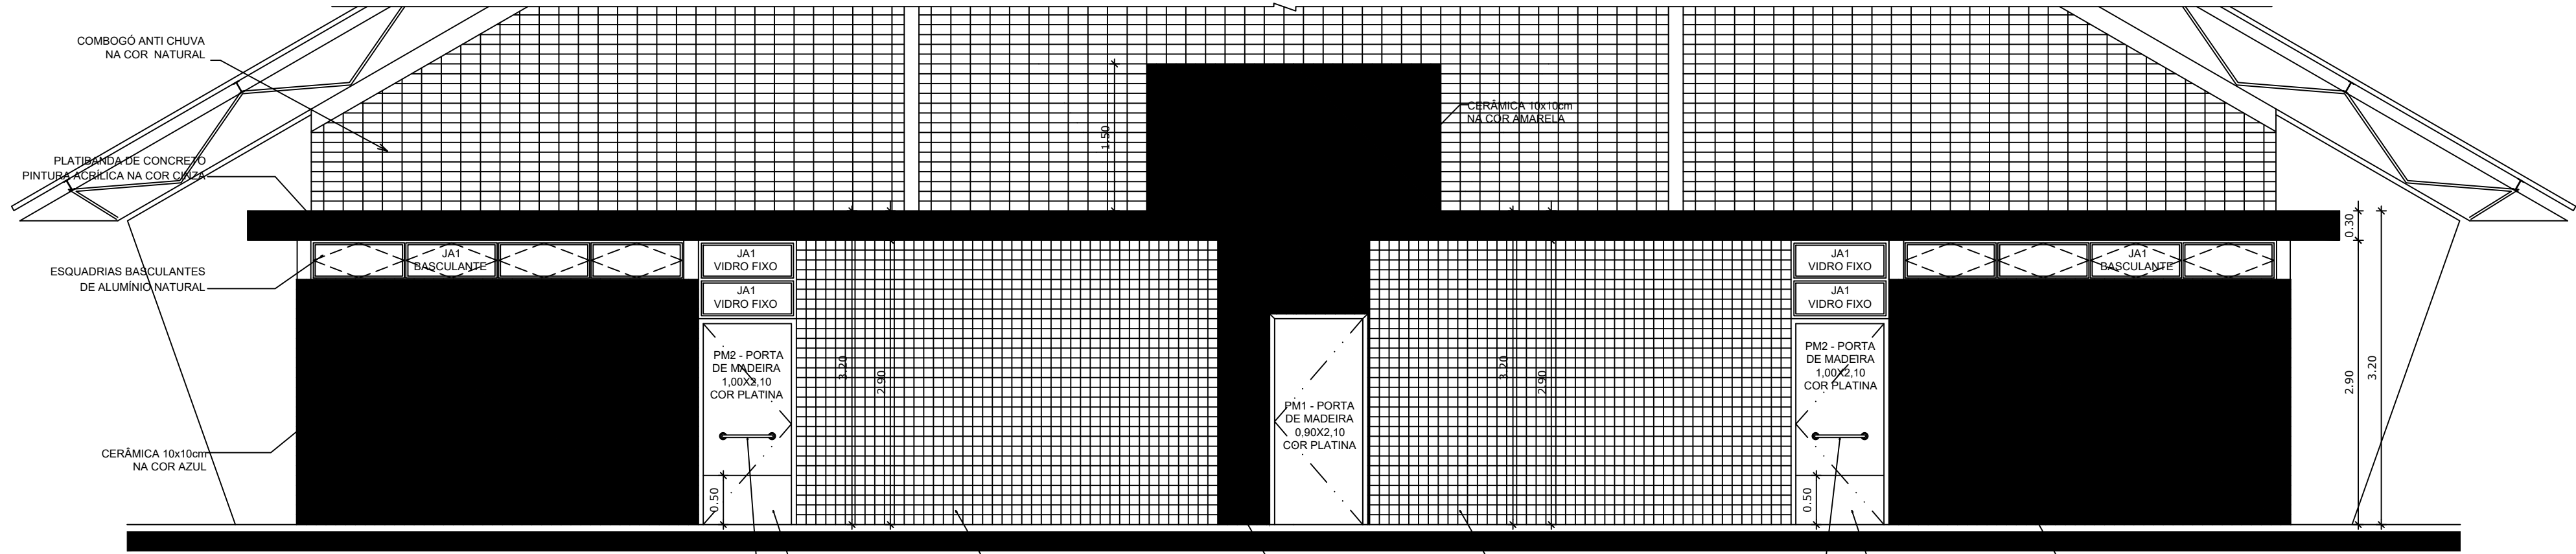 COMBOGÓ ANTI CHUVA
NA COR NATURAL
PLATIBANDA DE CONCRETO
PINTURA ACRÍLICA NA COR CINZA
ESQUADRIAS BASCULANTES
DE ALUMÍNIO NATURAL
CERÂMICA 10x10cm
NA COR AZUL
JA1
BASCULANTE
JA1
VIDRO FIXO
JA1
VIDRO FIXO
PM2 - PORTA
DE MADEIRA
1,00X2,10
COR PLATINA
0.50
3.20
2.90
1.50
CERÂMICA 10x10cm
NA COR AMARELA
PM1 - PORTA
DE MADEIRA
0,90X2,10
COR PLATINA
3.20
2.90
JA1
VIDRO FIXO
JA1
VIDRO FIXO
PM2 - PORTA
DE MADEIRA
1,00X2,10
COR PLATINA
0.50
JA1
BASCULANTE
0.30
2.90
3.20